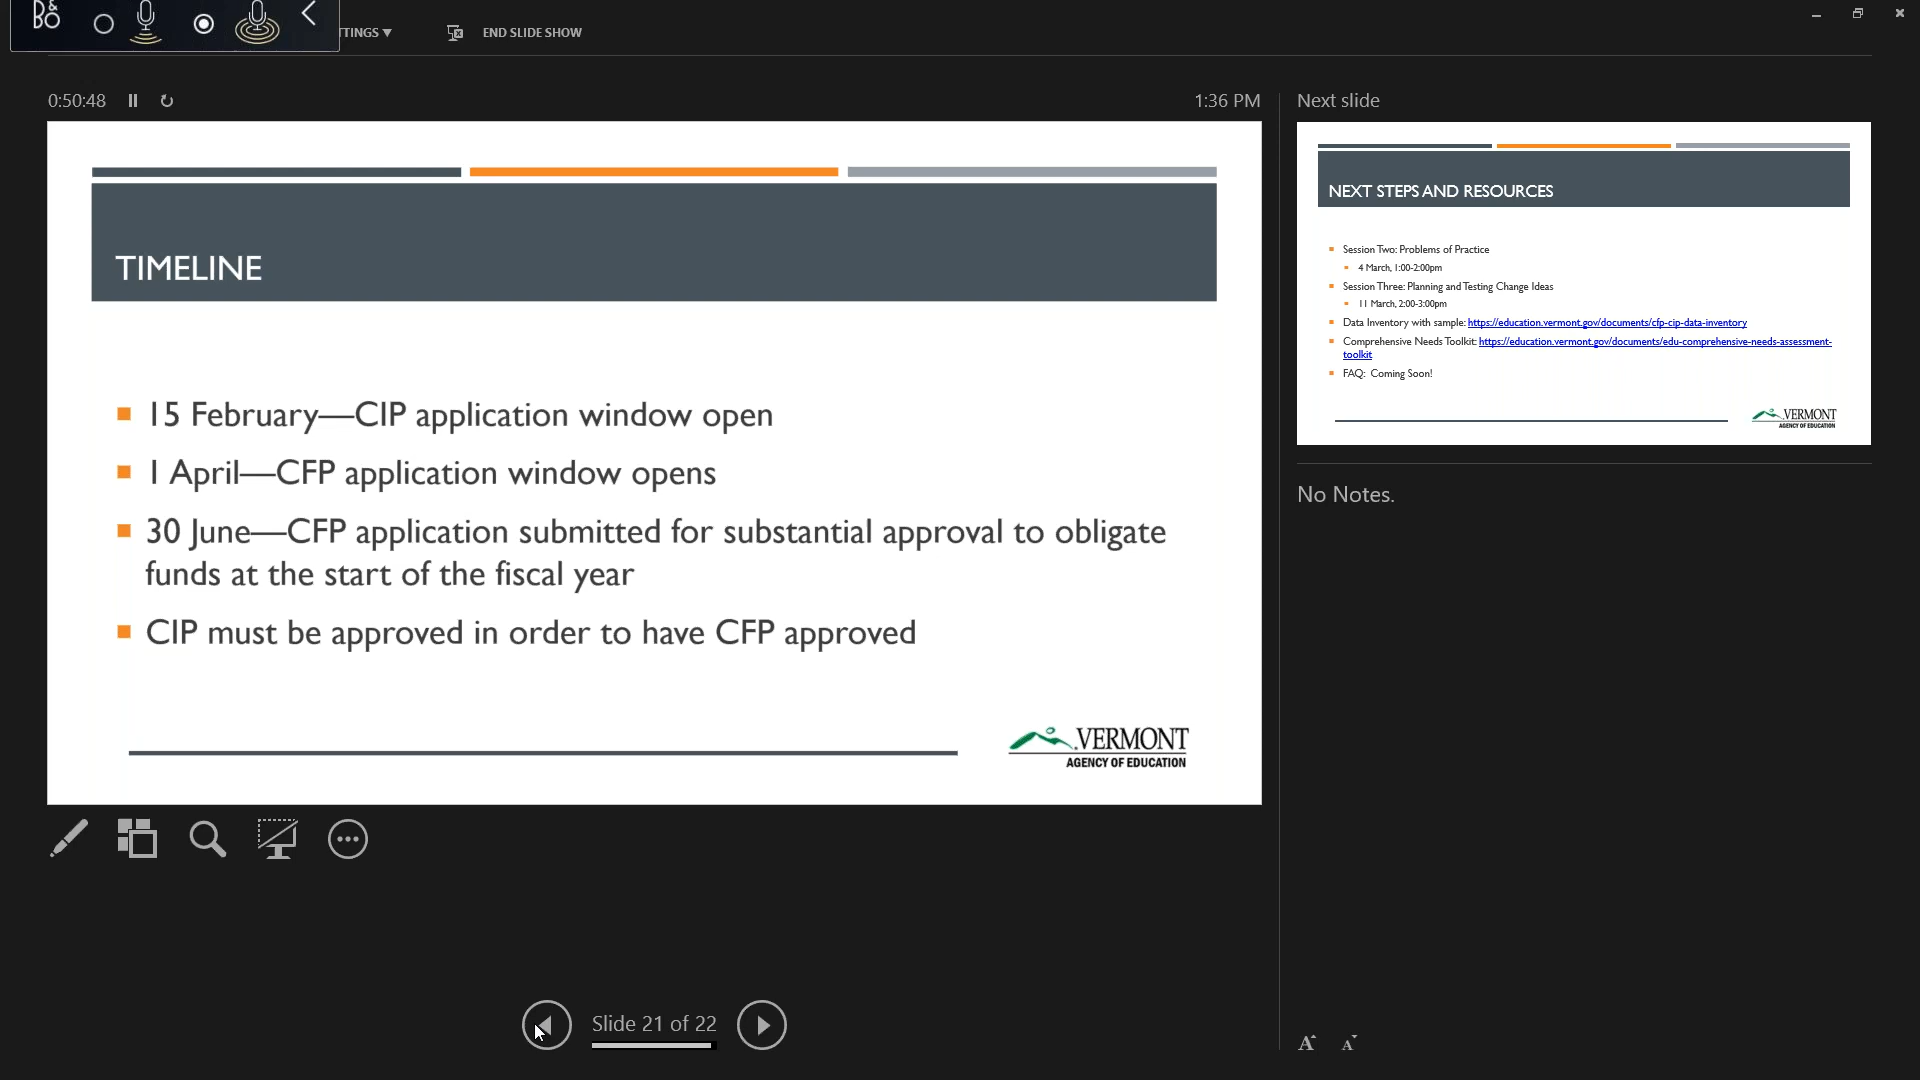 B&O
TTINGS ▼
END SLIDE SHOW
0:50:48
1:36 PM
TIMELINE
15 February—CIP application window open
1 April—CFP application window opens
30 June—CFP application submitted for substantial approval to obligate
funds at the start of the fiscal year
CIP must be approved in order to have CFP approved
VERMONT
AGENCY OF EDUCATION
Slide 21 of 22
Next slide
NEXT STEPS AND RESOURCES
Session Two: Problems of Practice
4 March, 1:00-2:00pm
Session Three: Planning and Testing Change Ideas
11 March, 2:00-3:00pm
Data Inventory with sample: https://education.vermont.gov/documents/cfp-cip-data-inventory
Comprehensive Needs Toolkit: https://education.vermont.gov/documents/edu-comprehensive-needs-assessment-
toolkit
FAQ: Coming Soon!
VERMONT
AGENCY OF EDUCATION
No Notes.
A A